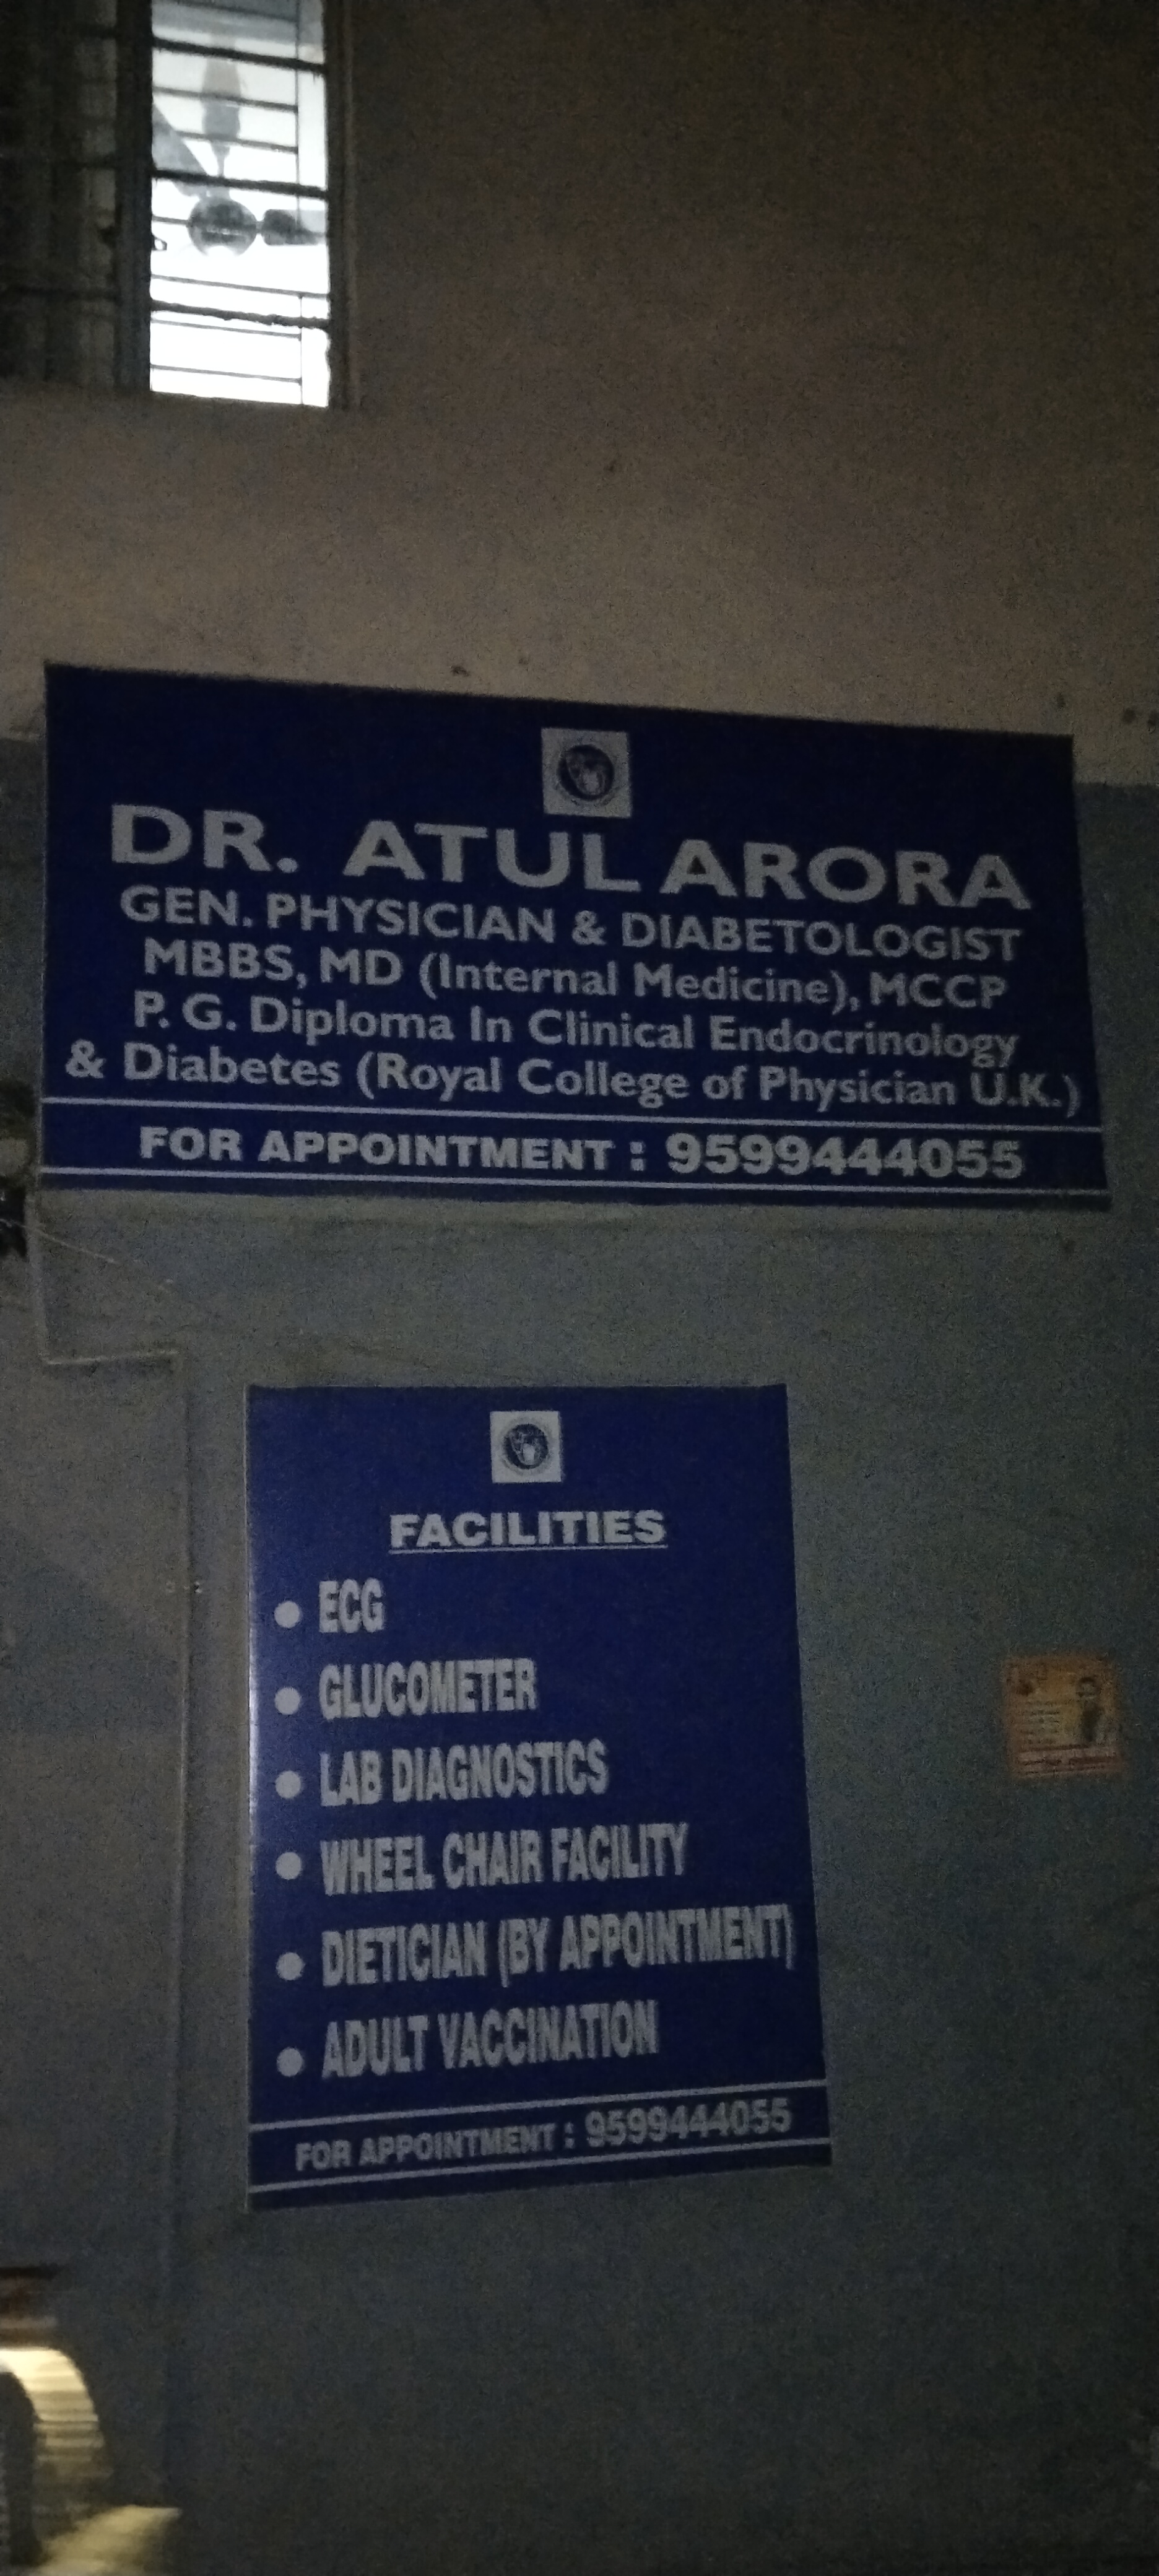 DR. ATUL ARORA
GEN. PHYSICIAN & DIABETOLOGIST
MBBS, MD (Internal Medicine), MCCP
P. G. Diploma In Clinical Endocrinology
& Diabetes (Royal College of Physician U.K.)
FOR APPOINTMENT : 9599444055
FACILITIES
● ECG
● GLUCOMETER
● LAB DIAGNOSTICS
● WHEEL CHAIR FACILITY
● DIETICIAN (BY APPOINTMENT)
● ADULT VACCINATION
FOR APPOINTMENT : 9599444055